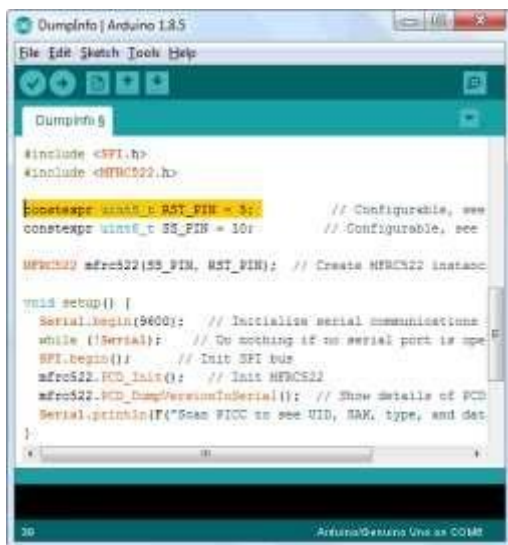 DumpInfo | Arduino 1.8.5
File Edit Sketch Tools Help
DumpInfo §
#include <SPI.h>
#include <MFRC522.h>
constexpr uint8_t RST_PIN = 5; // Configurable, see
constexpr uint8_t SS_PIN = 10; // Configurable, see
MFRC522 mfrc522(SS_PIN, RST_PIN); // Create MFRC522 instanc
void setup() {
Serial.begin(9600); // Initialize serial communications
while (!Serial); // Do nothing if no serial port is ope
SPI.begin(); // Init SPI bus
mfrc522.PCD_Init(); // Init MFRC522
mfrc522.PCD_DumpVersionToSerial(); // Show details of PCD
Serial.println(F("Scan PICC to see UID, SAK, type, and dat
}
Arduino/Genuino Uno on